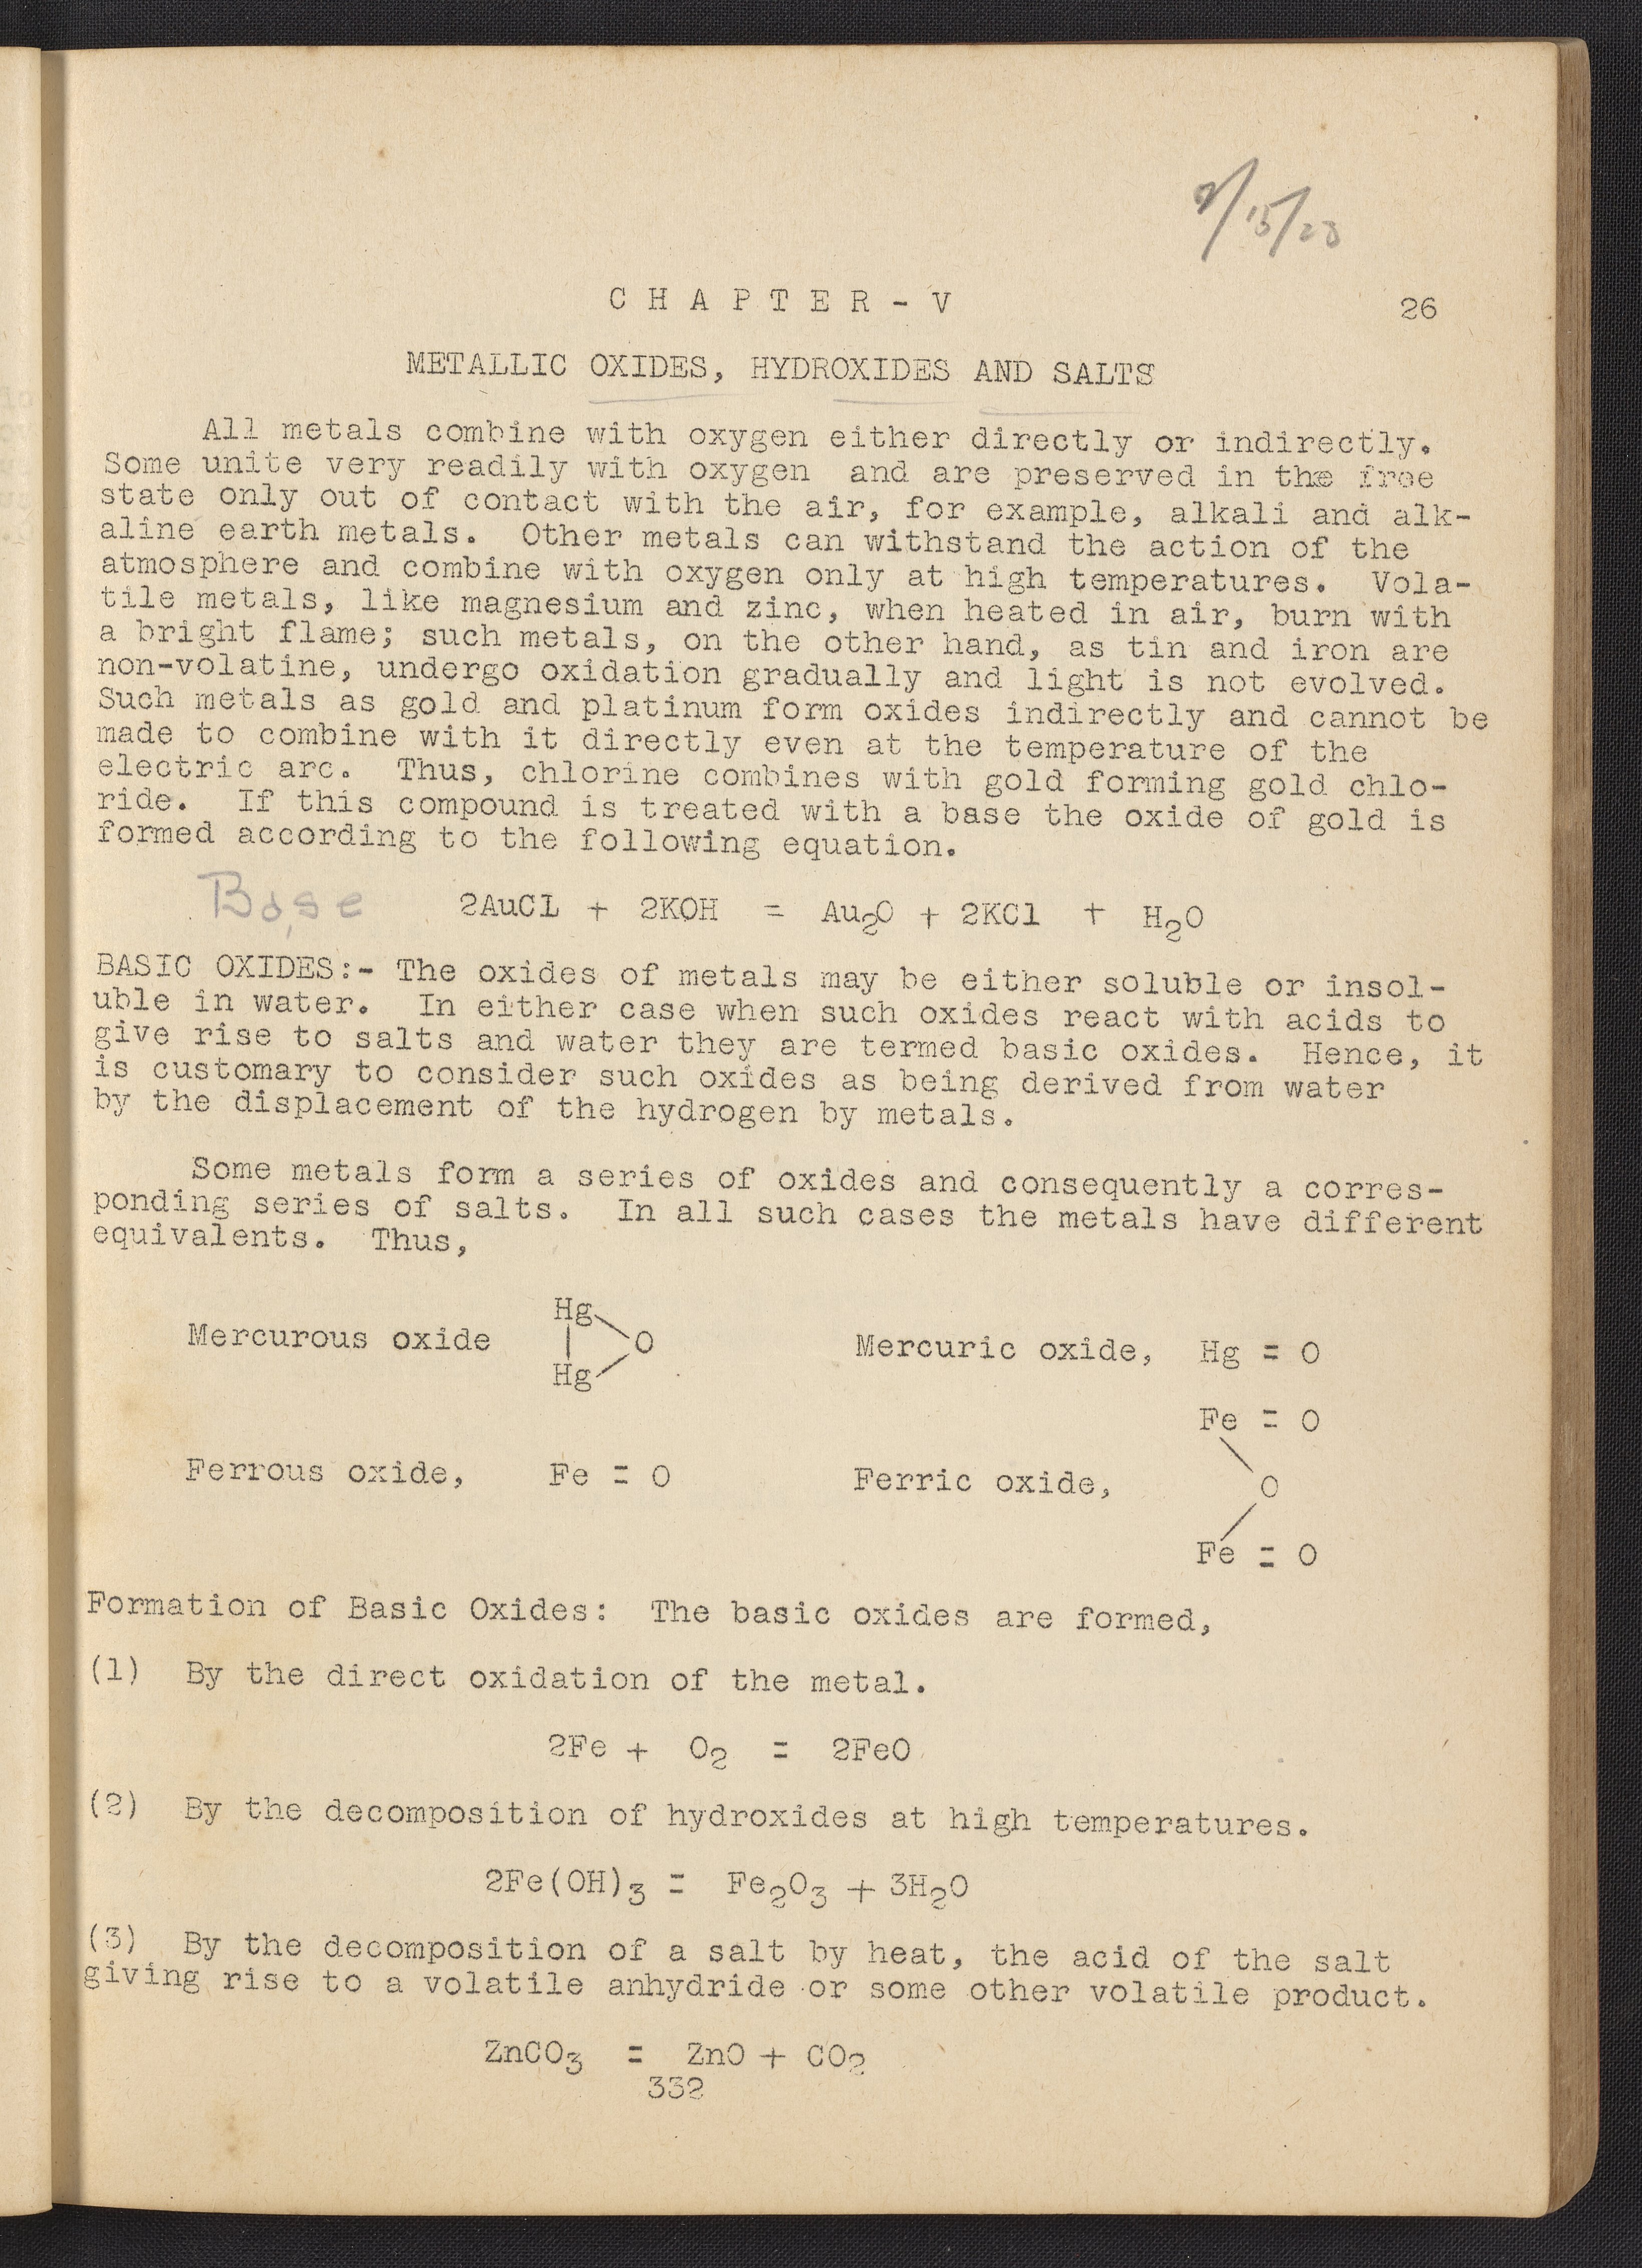 C H A P T E R - V
26
METALLIC OXIDES, HYDROXIDES AND SALTS
All metals combine with oxygen either directly or indirectly.
Some unite very readily with oxygen and are preserved in the free
state only out of contact with the air, for example, alkali and alk-
aline earth metals. Other metals can withstand the action of the
atmosphere and combine with oxygen only at high temperatures. Vola-
tile metals, like magnesium and zinc, when heated in air, burn with
a bright flame; such metals, on the other hand, as tin and iron are
non-volatine, undergo oxidation gradually and light is not evolved.
Such metals as gold and platinum form oxides indirectly and cannot be
made to combine with it directly even at the temperature of the
electric arc. Thus, chlorine combines with gold forming gold chlo-
ride. If this compound is treated with a base the oxide of gold is
formed according to the following equation.
Base 2AuCl + 2KOH = Au2O + 2KCl + H2O
BASIC OXIDES:- The oxides of metals may be either soluble or insol-
uble in water. In either case when such oxides react with acids to
give rise to salts and water they are termed basic oxides. Hence, it
is customary to consider such oxides as being derived from water
by the displacement of the hydrogen by metals.
Some metals form a series of oxides and consequently a corres-
ponding series of salts. In all such cases the metals have different
equivalents. Thus,
Hg
Mercurous oxide O Mercuric oxide, Hg = O
Hg
Fe = O
Ferrous oxide, Fe = O Ferric oxide, O
Fe = O
Formation of Basic Oxides: The basic oxides are formed,
(1) By the direct oxidation of the metal.
2Fe + O2 = 2FeO
(2) By the decomposition of hydroxides at high temperatures.
2Fe(OH)3 = Fe2O3 + 3H2O
(3) By the decomposition of a salt by heat, the acid of the salt
giving rise to a volatile anhydride or some other volatile product.
ZnCO3 = ZnO + CO2
332